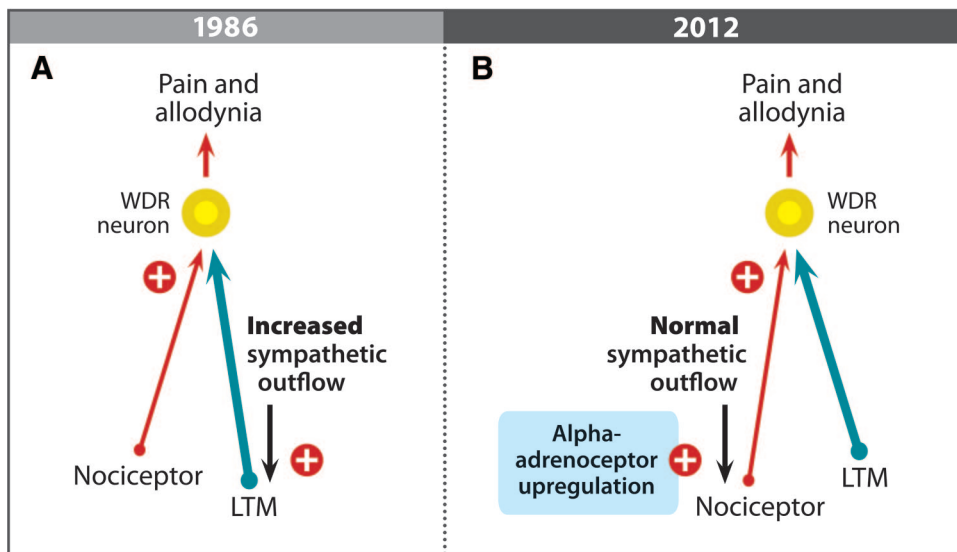 1986
A
Pain and
allodynia
WDR
neuron
Increased
sympathetic
outflow
Nociceptor
LTM
2012
B
Pain and
allodynia
WDR
neuron
Normal
sympathetic
outflow
Alpha-
adrenoceptor
upregulation
Nociceptor
LTM